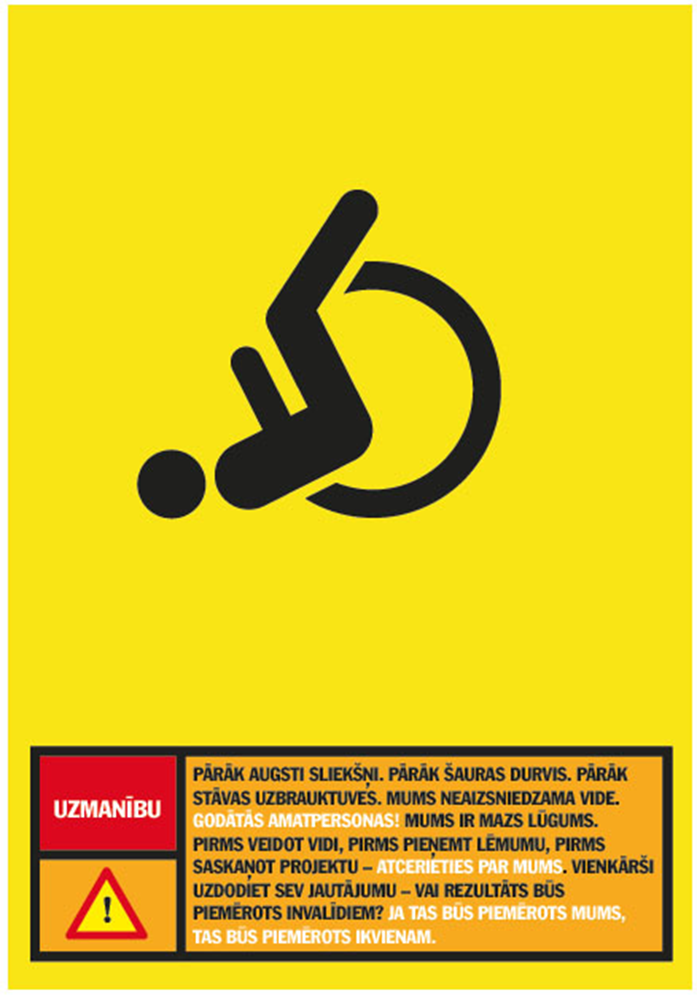 UZMANĪBU
PĀRĀK AUGSTI SLIEKŠŅI. PĀRĀK ŠAURAS DURVIS. PĀRĀK
STĀVAS UZBRAUKTUVES. MUMS NEAIZSNIEDZAMA VIDE.
GODĀTĀS AMATPERSONAS! MUMS IR MAZS LŪGUMS.
PIRMS VEIDOT VIDI, PIRMS PIEŅEMT LĒMUMU, PIRMS
SASKAŅOT PROJEKTU – ATCERIETIES PAR MUMS. VIENKĀRŠI
UZDODIET SEV JAUTĀJUMU – VAI REZULTĀTS BŪS
PIEMĒROTS INVALĪDIEM? JA TAS BŪS PIEMĒROTS MUMS,
TAS BŪS PIEMĒROTS IKVIENAM.
!